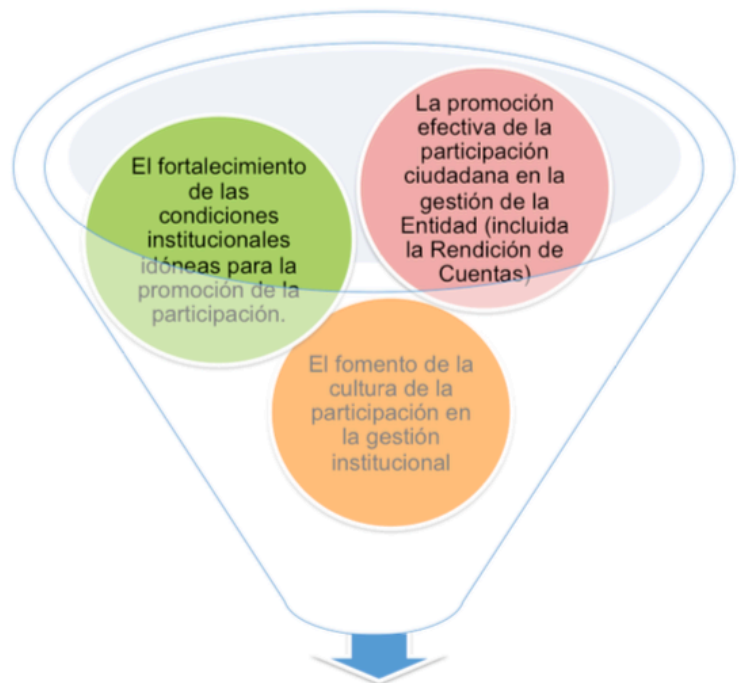 El fortalecimiento
de las
condiciones
institucionales
idóneas para la
promoción de la
participación.
La promoción
efectiva de la
participación
ciudadana en la
gestión de la
Entidad (incluida
la Rendición de
Cuentas)
El fomento de la
cultura de la
participación en
la gestión
institucional